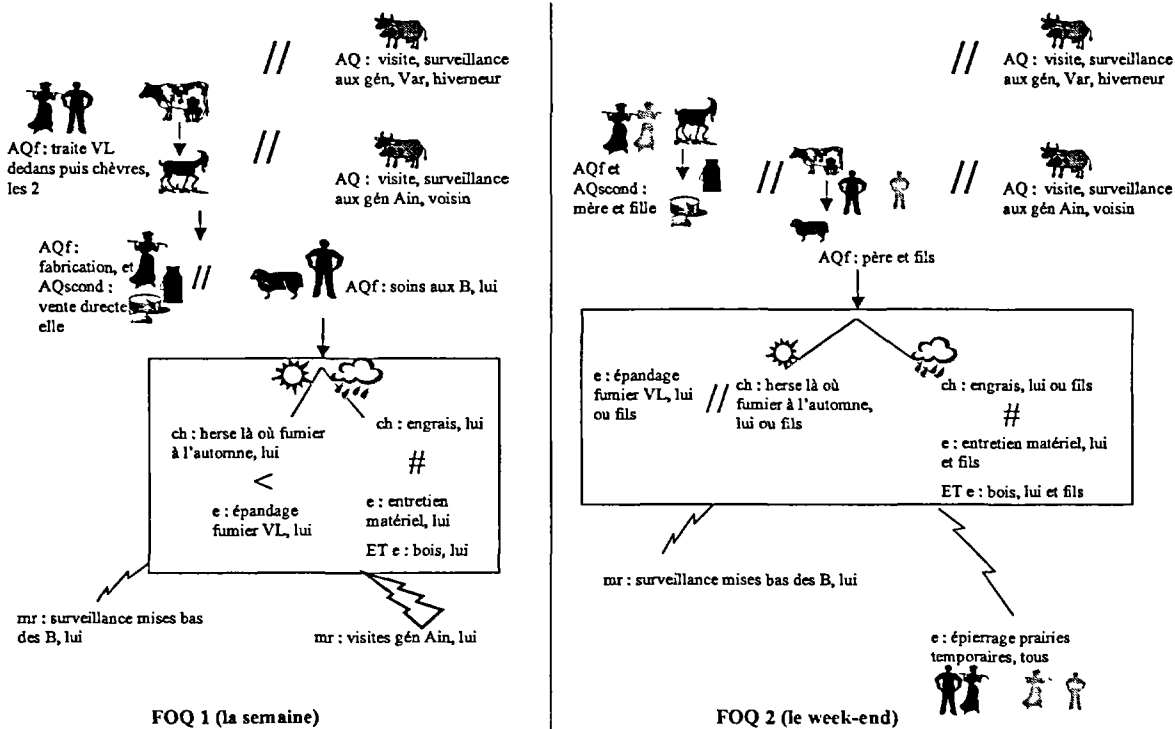 //
AQ : visite, surveillance
aux gén, Var, hiverneur
AQf : traite VL
dedans puis chèvres,
les 2
//
AQ : visite, surveillance
aux gén Ain, voisin
AQf :
fabrication, et
AQscond :
vente directe,
elle
//
AQf : soins aux B, lui
ch : herse là où fumier
à l'automne, lui
<
e : épandage
fumier VL, lui
ch : engrais, lui
#
e : entretien
matériel, lui
ET e : bois, lui
mr : surveillance mises bas
des B, lui
mr : visites gén Ain, lui
FOQ 1 (la semaine)
//
AQ : visite, surveillance
aux gén, Var, hiverneur
AQf et
AQscond :
mère et fille
//
AQf : père et fils
//
AQ : visite, surveillance
aux gén Ain, voisin
e : épandage
fumier VL, lui
ou fils
//
ch : herse là où
fumier à l'automne,
lui ou fils
ch : engrais, lui ou fils
#
e : entretien matériel, lui
et fils
ET e : bois, lui et fils
mr : surveillance mises bas des B, lui
e : épierrage prairies
temporaires, tous
FOQ 2 (le week-end)